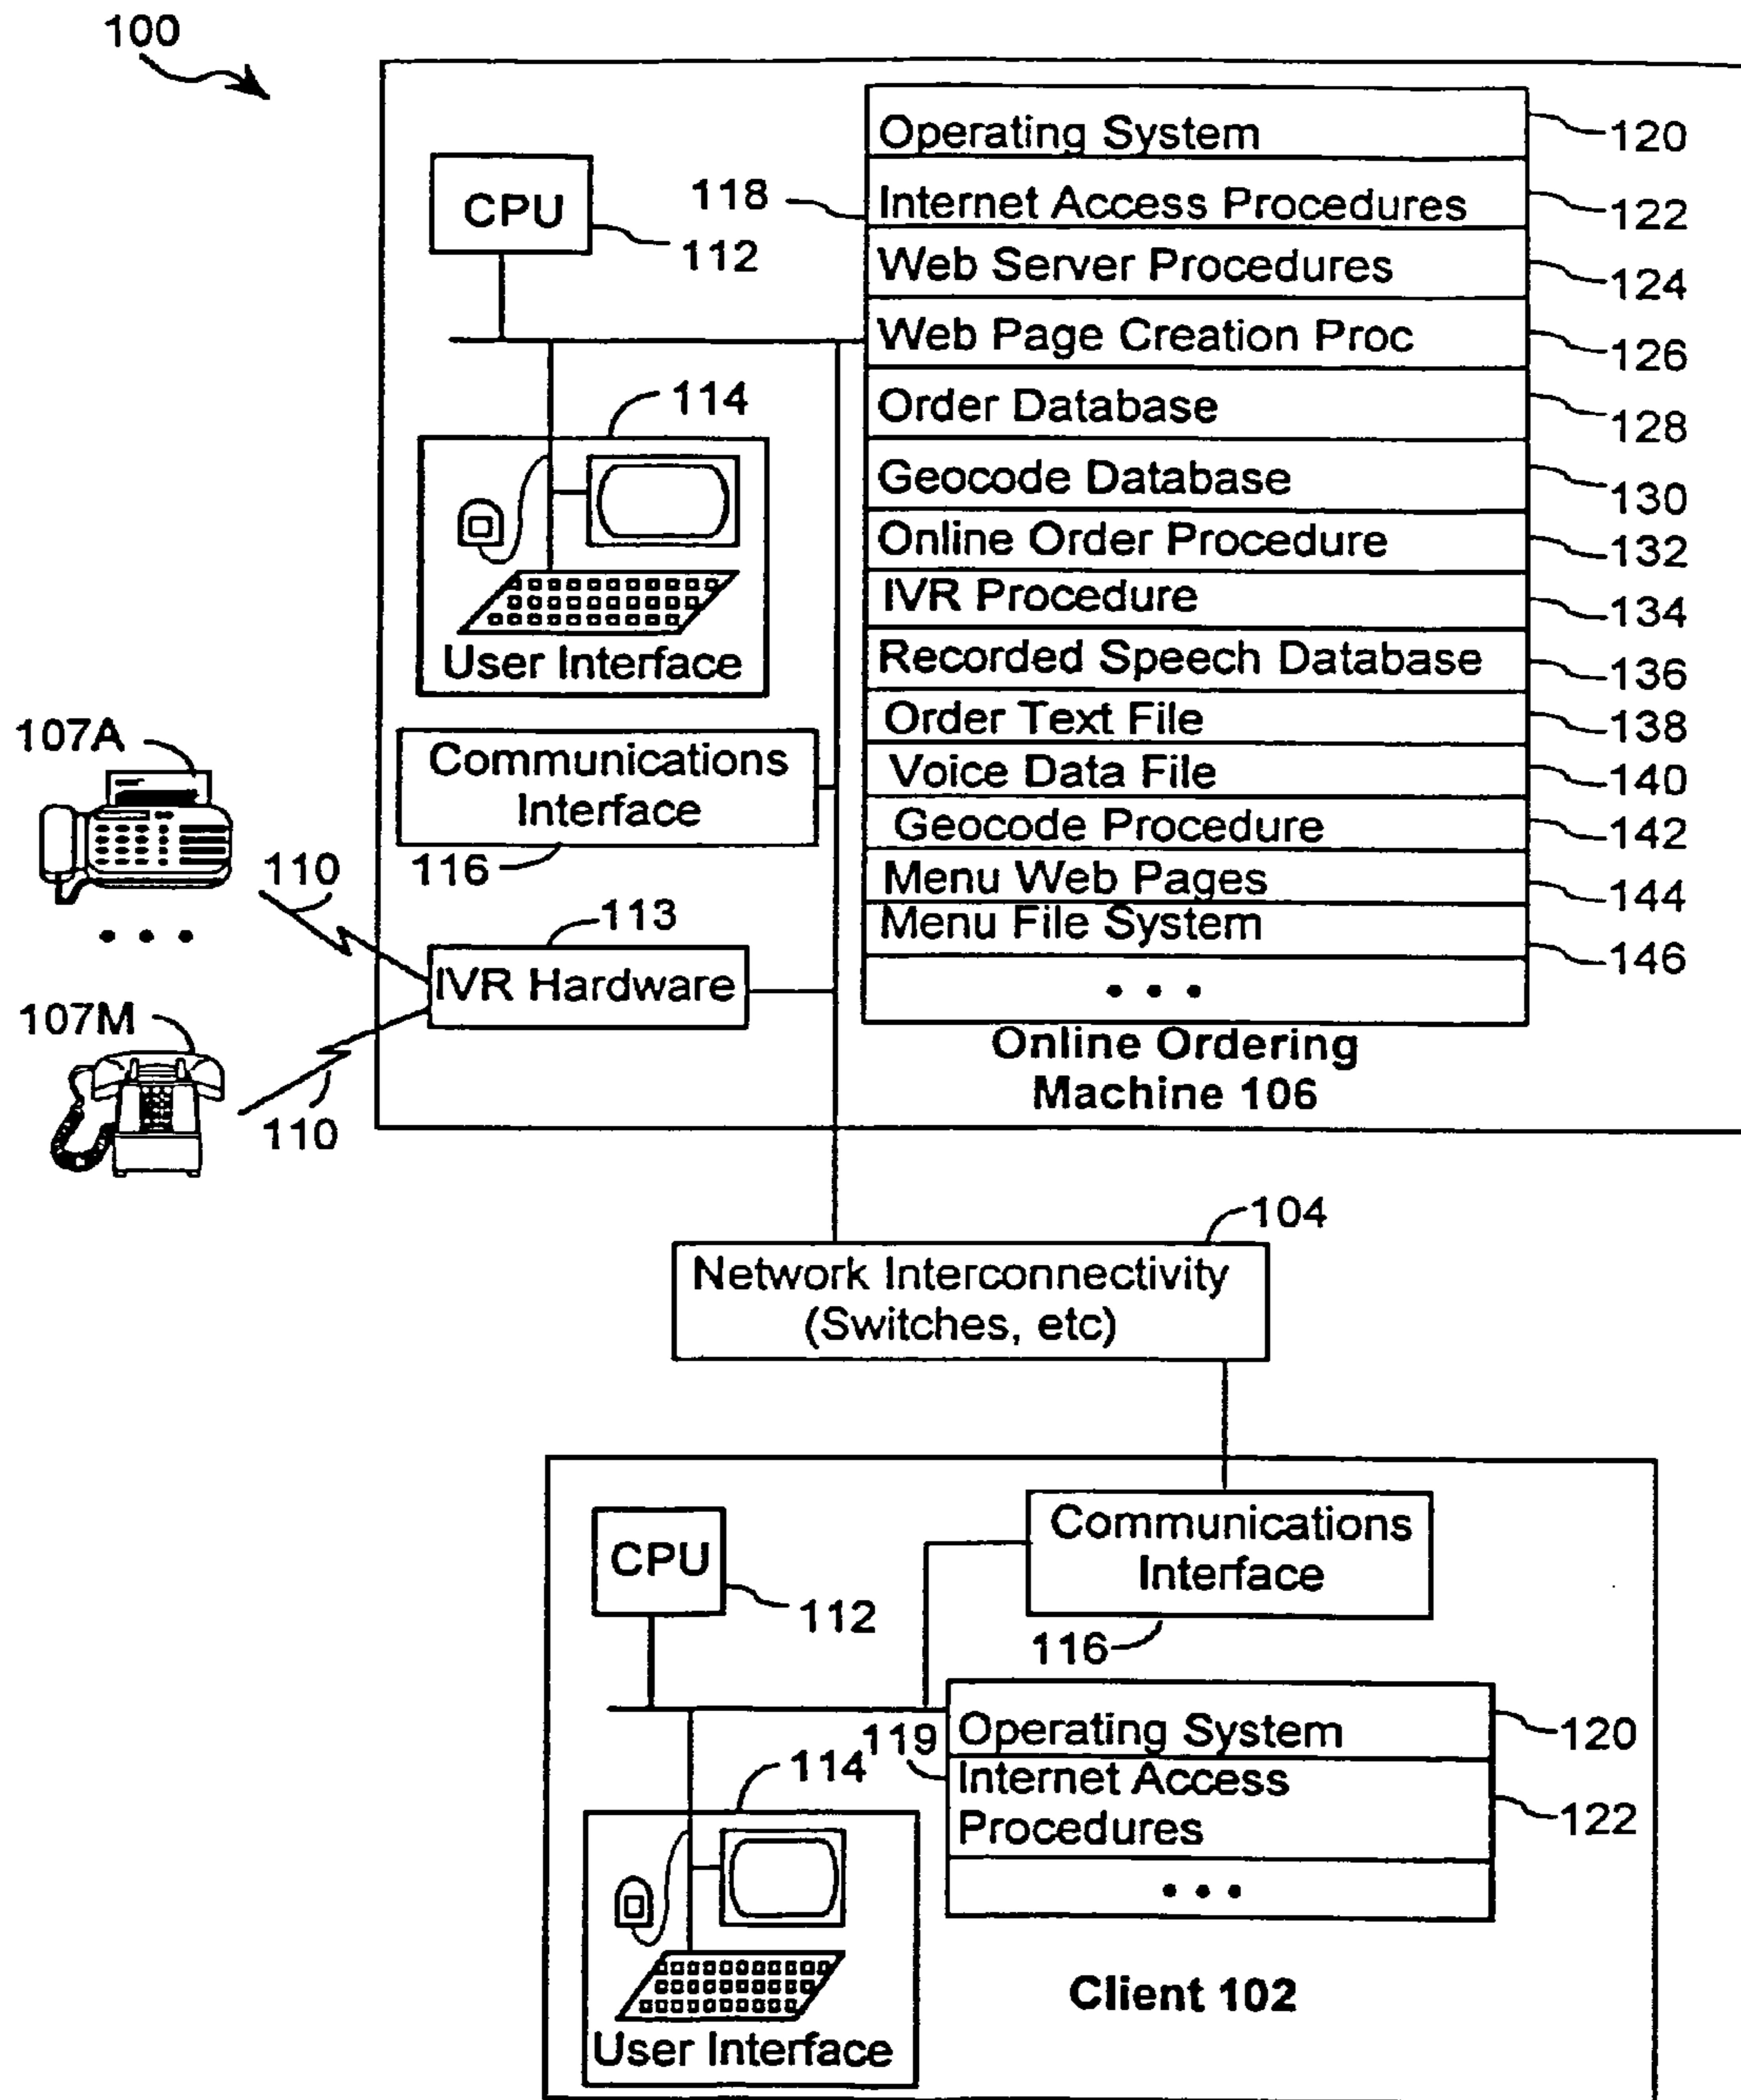 100
Operating System
120
CPU
112
118
Internet Access Procedures
122
Web Server Procedures
124
Web Page Creation Proc
126
114
Order Database
128
Geocode Database
130
Online Order Procedure
132
IVR Procedure
134
User Interface
Recorded Speech Database
136
Order Text File
138
107A
Communications
Interface
116
Voice Data File
140
Geocode Procedure
142
110
Menu Web Pages
144
113
Menu File System
146
IVR Hardware
• • •
• • •
107M
110
Online Ordering
Machine 106
104
Network Interconnectivity
(Switches, etc)
CPU
112
Communications
Interface
116
119
Operating System
120
114
Internet Access
Procedures
122
• • •
User Interface
Client 102